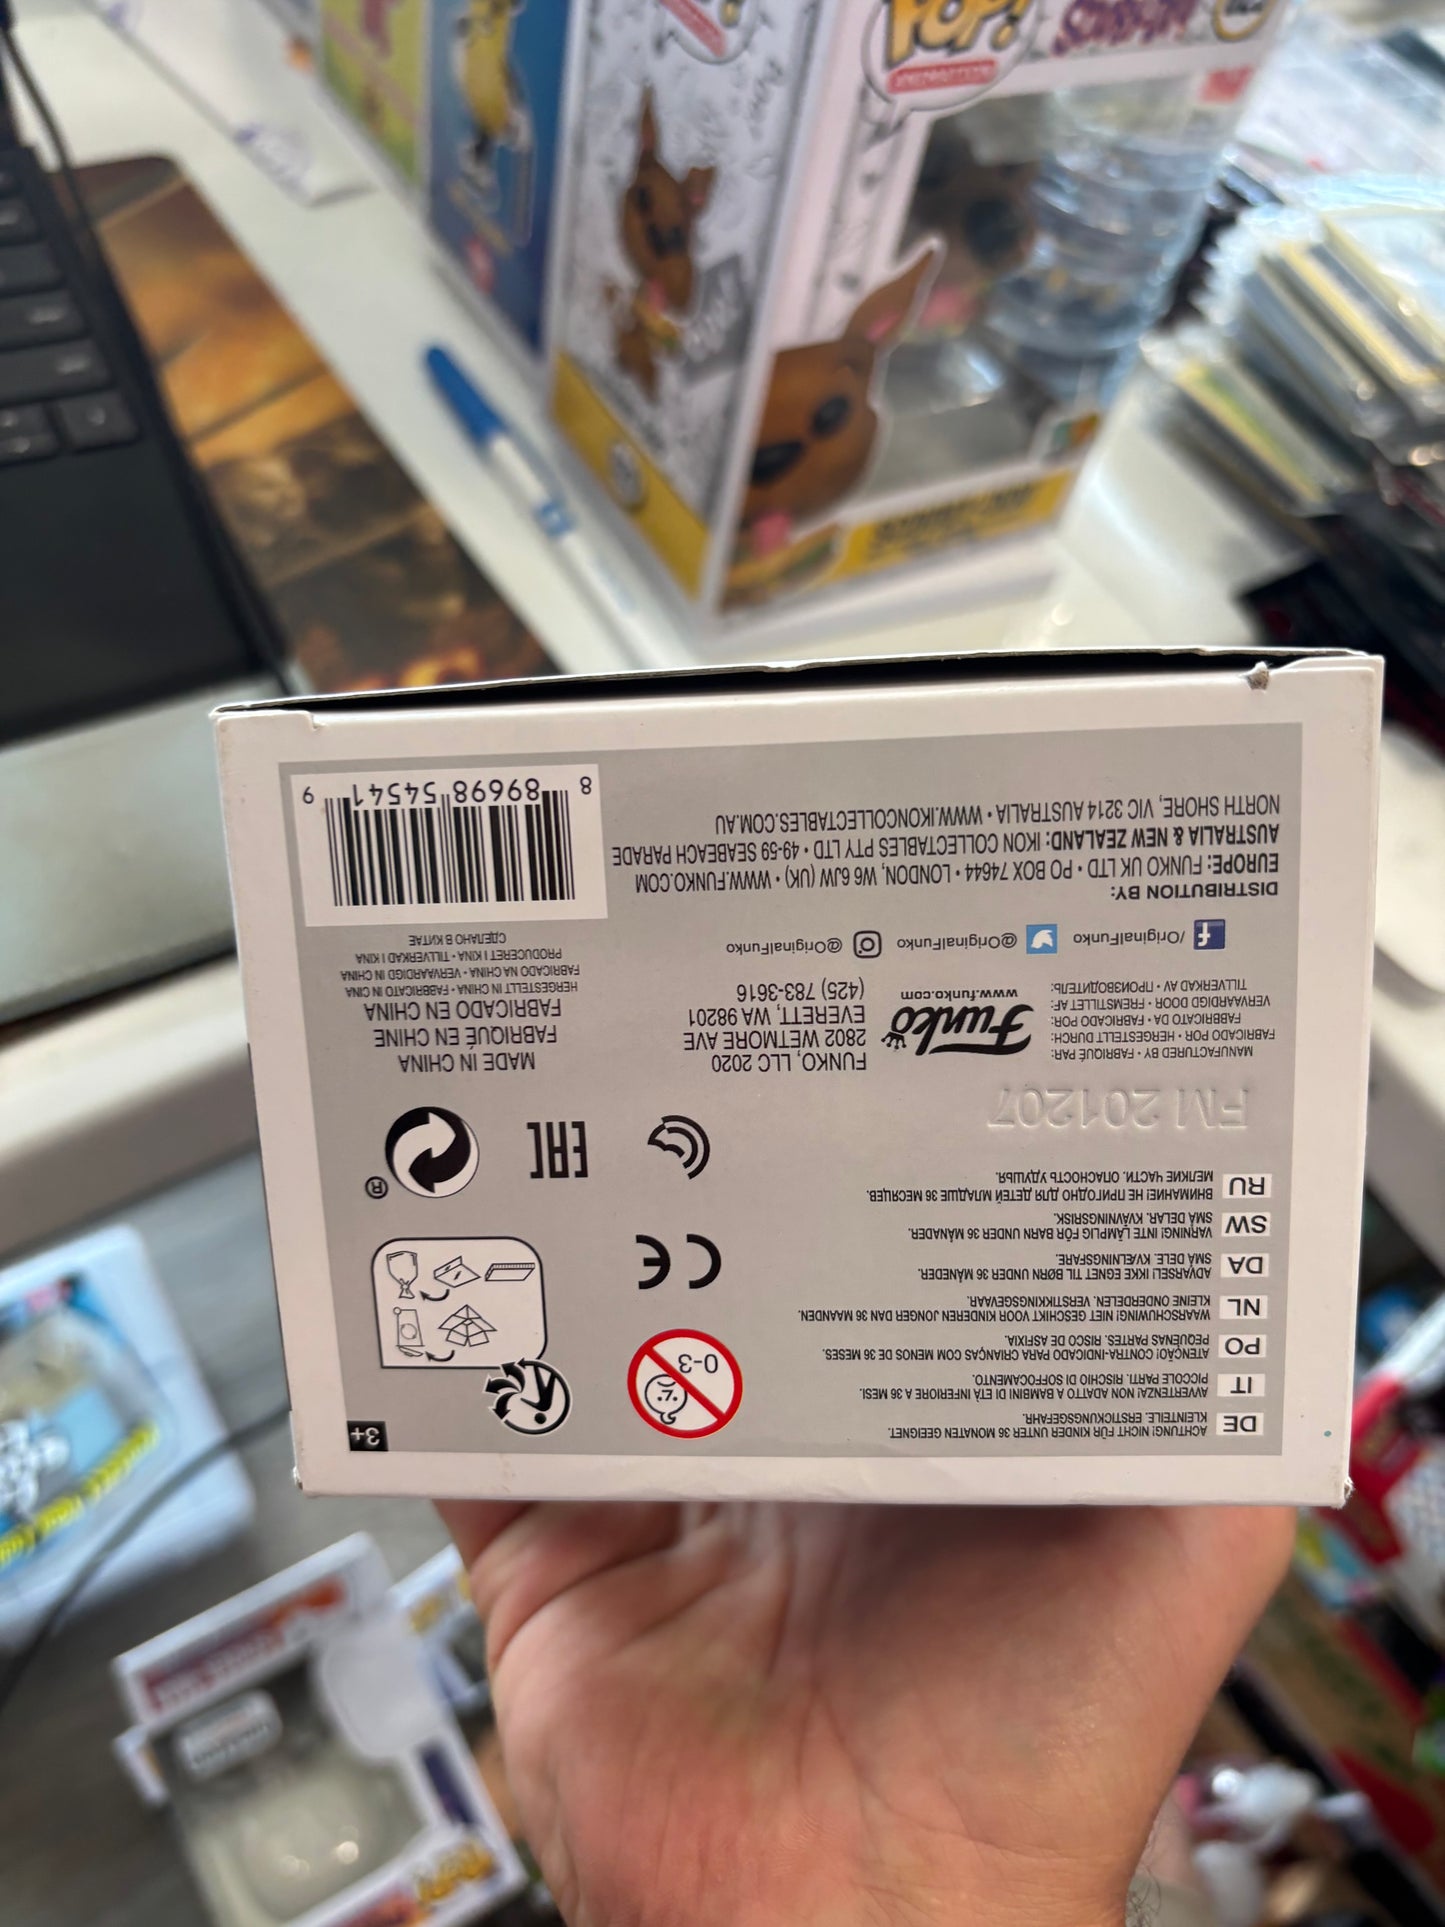 DE
ACHTUNG! NICHT FÜR KINDER UNTER 36 MONATEN GEEIGNET.
KLEINTEILE. ERSTICKUNGSGEFAHR.
IT
AVVERTENZA! NON ADATTO A BAMBINI DI ETÀ INFERIORE A 36 MESI.
PICCOLE PARTI. RISCHIO DI SOFFOCAMENTO.
PO
ATENÇÃO! CONTRA-INDICADO PARA CRIANÇAS COM MENOS DE 36 MESES.
PEQUENAS PARTES. RISCO DE ASFIXIA.
NL
WAARSCHUWING! NIET GESCHIKT VOOR KINDEREN JONGER DAN 36 MAANDEN.
KLEINE ONDERDELEN. VERSTIKKINGSGEVAAR.
DA
ADVARSEL! IKKE EGNET TIL BØRN UNDER 36 MÅNEDER.
SMÅ DELE. KVÆLNINGSFARE.
SW
VARNING! INTE LÄMPLIG FÖR BARN UNDER 36 MÅNADER.
SMÅ DELAR. KVÄVNINGSRISK.
RU
ВНИМАНИЕ! НЕ ПРИГОДНО ДЛЯ ДЕТЕЙ МЛАДШЕ 36 МЕСЯЦЕВ.
МЕЛКИЕ ЧАСТИ. ОПАСНОСТЬ УДУШЬЯ.
0-3
3+
CE
EAC
®
FM 201207
MANUFACTURED BY • FABRIQUÉ PAR:
FABRICADO POR • HERGESTELLT DURCH:
FABBRICATO DA • FABRICADO POR:
VERVAARDIGD DOOR • FREMSTILLET AF:
TILLVERKAD AV • ПРОИЗВОДИТЕЛЬ:
Funko
www.funko.com
FUNKO, LLC 2020
2802 WETMORE AVE
EVERETT, WA 98201
(425) 783-3616
MADE IN CHINA
FABRIQUÉ EN CHINE
FABRICADO EN CHINA
HERGESTELLT IN CHINA • FABBRICATO IN CINA
FABRICADO NA CHINA • VERVAARDIGD IN CHINA
PRODUCERET I KINA • TILLVERKAD I KINA
СДЕЛАНО В КИТАЕ
f /OriginalFunko
@OriginalFunko
@OriginalFunko
DISTRIBUTION BY:
EUROPE: FUNKO UK LTD • PO BOX 74644 • LONDON, W6 6JW (UK) • WWW.FUNKO.COM
AUSTRALIA & NEW ZEALAND: IKON COLLECTABLES PTY LTD • 49-59 SEABEACH PARADE
NORTH SHORE, VIC 3214 AUSTRALIA • WWW.IKONCOLLECTABLES.COM.AU
8 89698 54541 9
POP!
ANIMATION